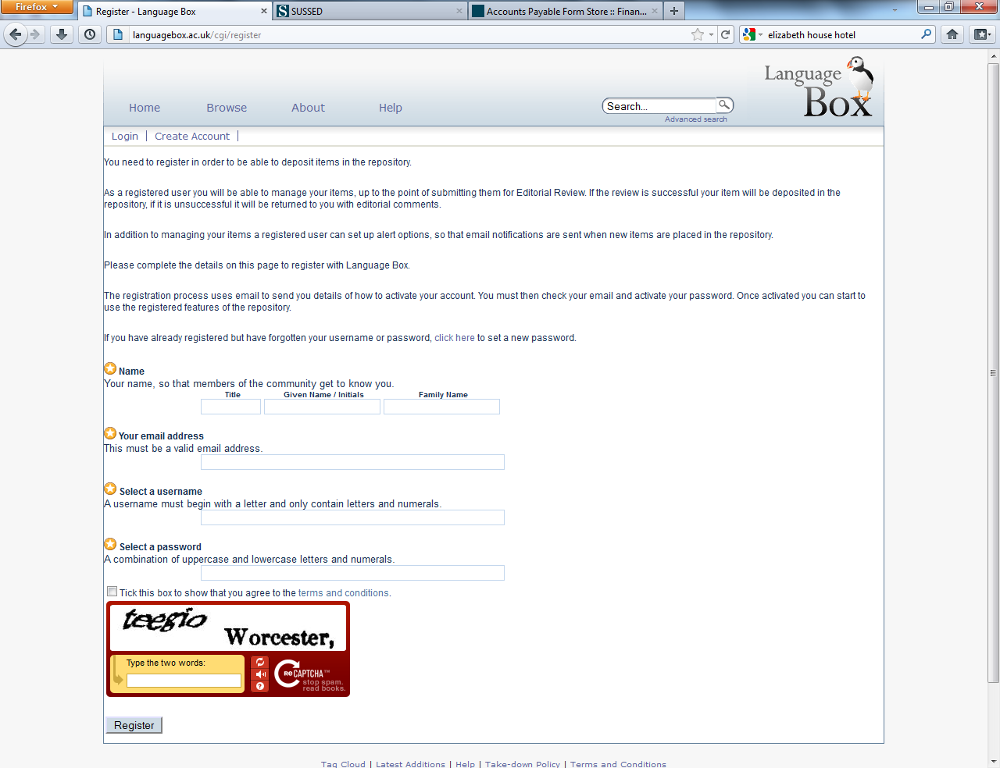 Firefox
Register - Language Box
SUSSED
Accounts Payable Form Store :: Finan...
languagebox.ac.uk/cgi/register
elizabeth house hotel
Language
Box
Home
Browse
About
Help
Search...
Advanced search
Login | Create Account |
You need to register in order to be able to deposit items in the repository.
As a registered user you will be able to manage your items, up to the point of submitting them for Editorial Review. If the review is successful your item will be deposited in the
repository, if it is unsuccessful it will be returned to you with editorial comments.
In addition to managing your items a registered user can set up alert options, so that email notifications are sent when new items are placed in the repository.
Please complete the details on this page to register with Language Box.
The registration process uses email to send you details of how to activate your account. You must then check your email and activate your password. Once activated you can start to
use the registered features of the repository.
If you have already registered but have forgotten your username or password, click here to set a new password.
Name
Your name, so that members of the community get to know you.
Title
Given Name / Initials
Family Name
Your email address
This must be a valid email address.
Select a username
A username must begin with a letter and only contain letters and numerals.
Select a password
A combination of uppercase and lowercase letters and numerals.
Tick this box to show that you agree to the terms and conditions.
teegio Worcester,
Type the two words:
reCAPTCHA™
stop spam.
read books.
Register
Tag Cloud | Latest Additions | Help | Take-down Policy | Terms and Conditions